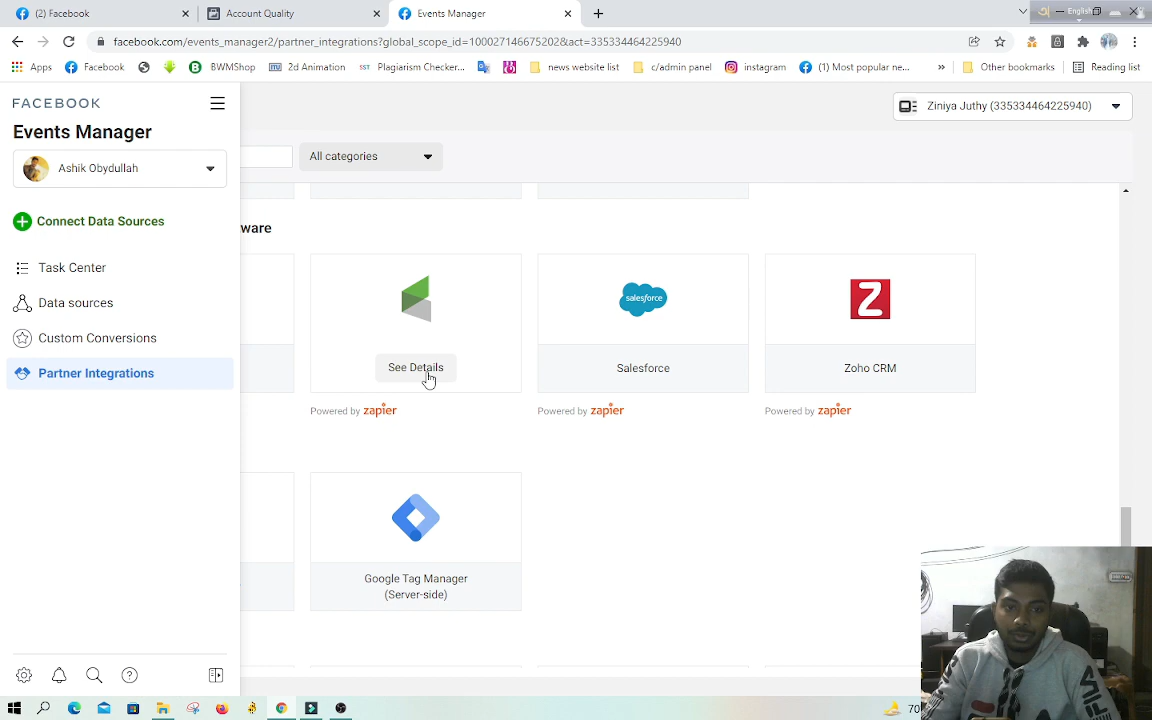 (2) Facebook
Account Quality
Events Manager
English
facebook.com/events_manager2/partner_integrations?global_scope_id=100027146675202&act=335334464225940
Apps
Facebook
BWMShop
2d Animation
SST
Plagiarism Checker...
news website list
c/admin panel
instagram
(1) Most popular ne...
»
Other bookmarks
Reading list
FACEBOOK
Events Manager
Ashik Obydullah
Connect Data Sources
Task Center
Data sources
Custom Conversions
Partner Integrations
Ziniya Juthy (335334464225940)
All categories
ware
See Details
salesforce
Salesforce
Z
Zoho CRM
Powered by zapier
Powered by zapier
Powered by zapier
Google Tag Manager
(Server-side)
70